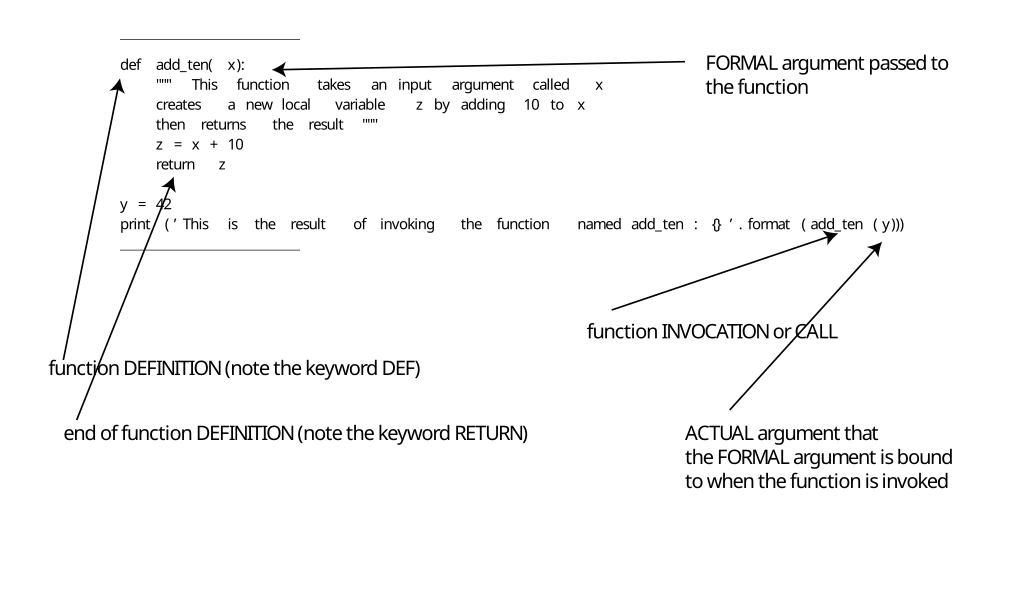 def add_ten( x):
""" This function takes an input argument called x
creates a new local variable z by adding 10 to x
then returns the result """
z = x + 10
return z
y = 42
print ( ’ This is the result of invoking the function named add_ten : {} ’ . format ( add_ten ( y)))
FORMAL argument passed to
the function
function INVOCATION or CALL
function DEFINITION (note the keyword DEF)
end of function DEFINITION (note the keyword RETURN)
ACTUAL argument that
the FORMAL argument is bound
to when the function is invoked